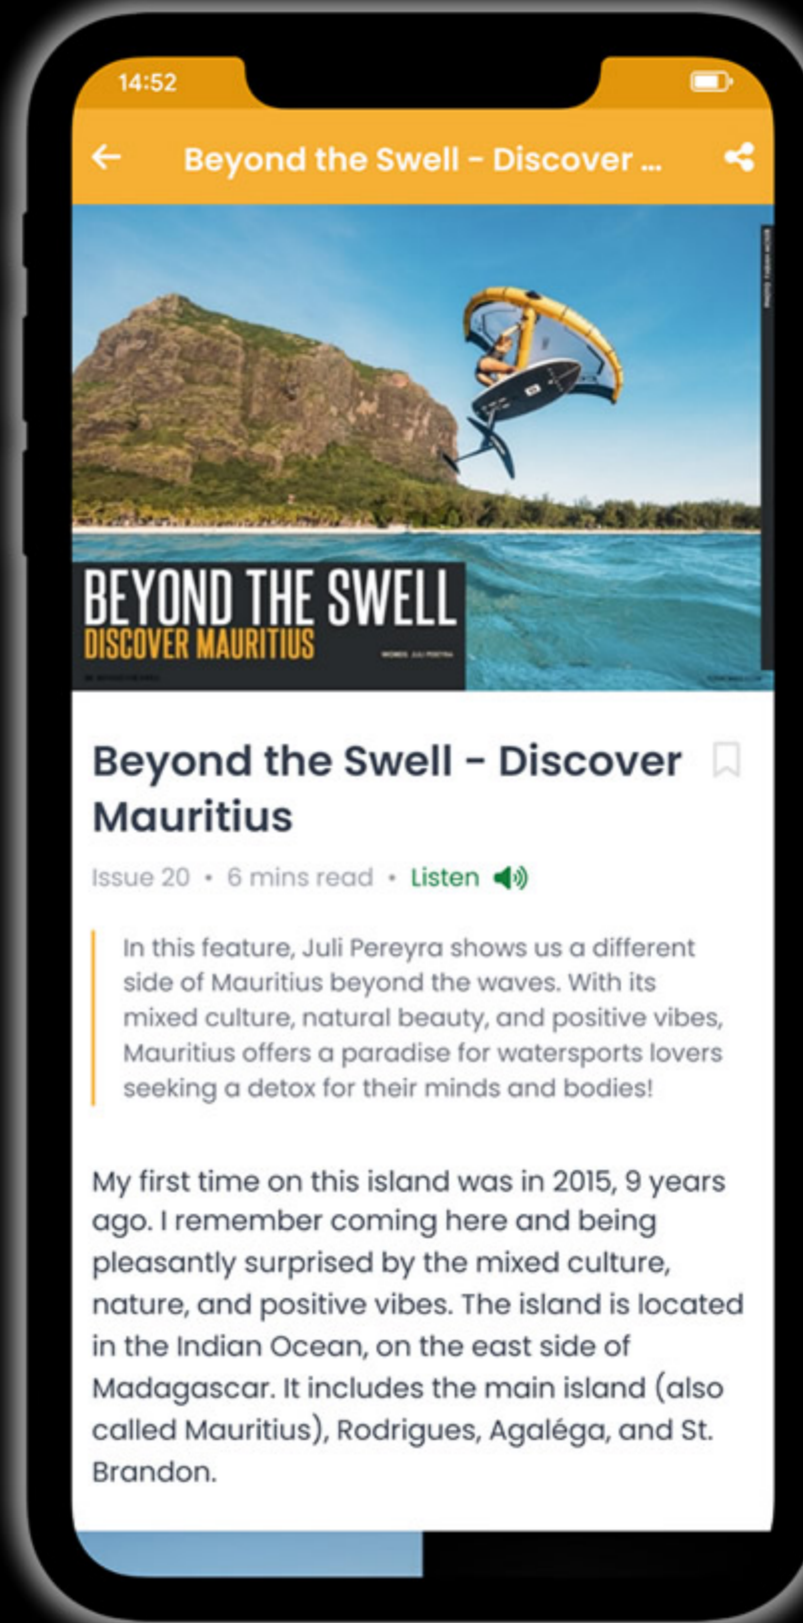 14:52
Beyond the Swell - Discover ...
BEYOND THE SWELL
DISCOVER MAURITIUS
WORDS JULI PEREYRA
Beyond the Swell - Discover
Mauritius
Issue 20 • 6 mins read • Listen
In this feature, Juli Pereyra shows us a different
side of Mauritius beyond the waves. With its
mixed culture, natural beauty, and positive vibes,
Mauritius offers a paradise for watersports lovers
seeking a detox for their minds and bodies!
My first time on this island was in 2015, 9 years
ago. I remember coming here and being
pleasantly surprised by the mixed culture,
nature, and positive vibes. The island is located
in the Indian Ocean, on the east side of
Madagascar. It includes the main island (also
called Mauritius), Rodrigues, Agaléga, and St.
Brandon.